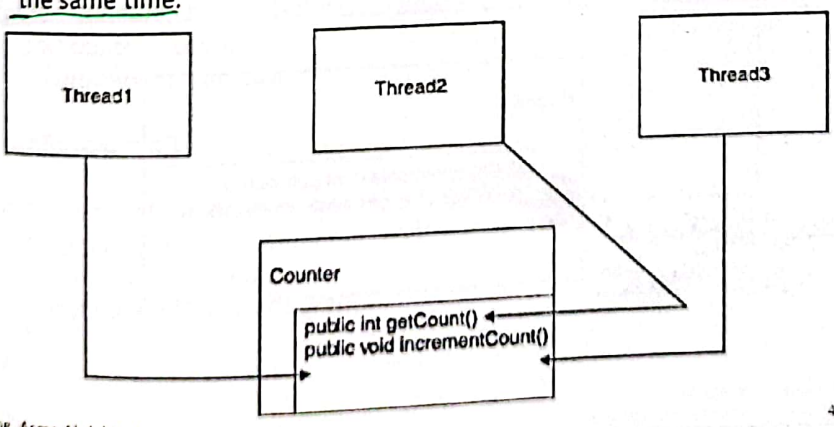 the same time.
Thread1
Thread2
Thread3
Counter
public int getCount()
public void incrementCount()